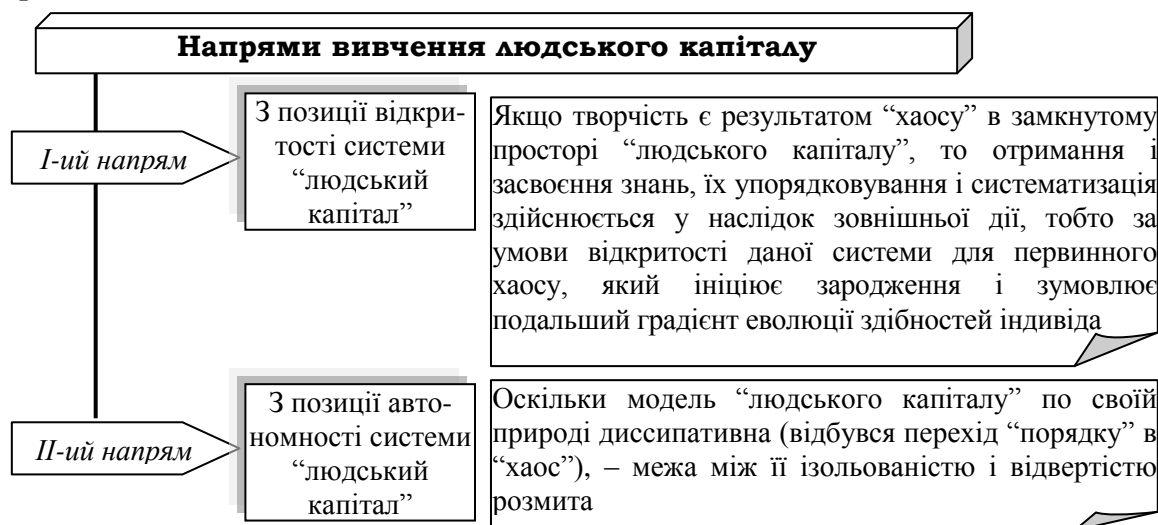 Напрями вивчення людського капіталу
І-ий напрям
З позиції відкри-
тості системи
“людський
капітал”
Якщо творчість є результатом “хаосу” в замкнутому
просторі “людського капіталу”, то отримання і
засвоєння знань, їх упорядковування і систематизація
здійснюється у наслідок зовнішньої дії, тобто за
умови відкритості даної системи для первинного
хаосу, який ініціює зародження і зумовлює
подальший градієнт еволюції здібностей індивіда
ІІ-ий напрям
З позиції авто-
номності системи
“людський
капітал”
Оскільки модель “людського капіталу” по своїй
природі диссипативна (відбувся перехід “порядку” в
“хаос”), – межа між її ізольованістю і відвертістю
розмита